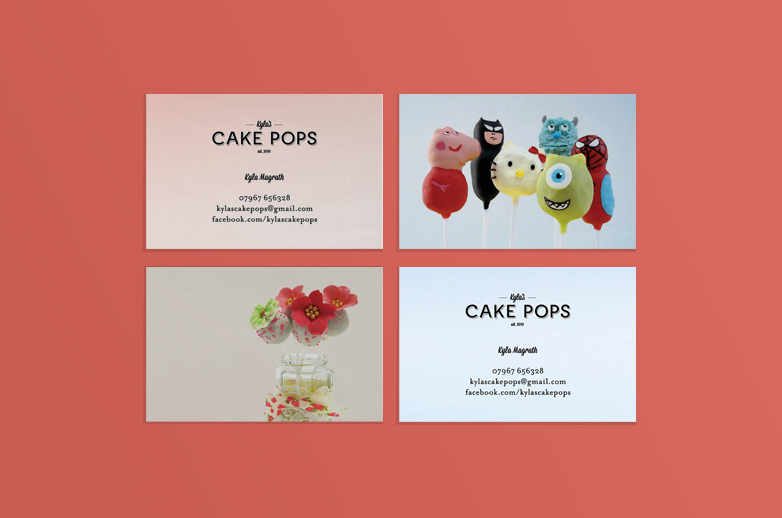 Kyla's
CAKE POPS
est. 2010
Kyla Magrath
07967 656328
kylascakepops@gmail.com
facebook.com/kylascakepops
Kyla's
CAKE POPS
est. 2010
Kyla Magrath
07967 656328
kylascakepops@gmail.com
facebook.com/kylascakepops